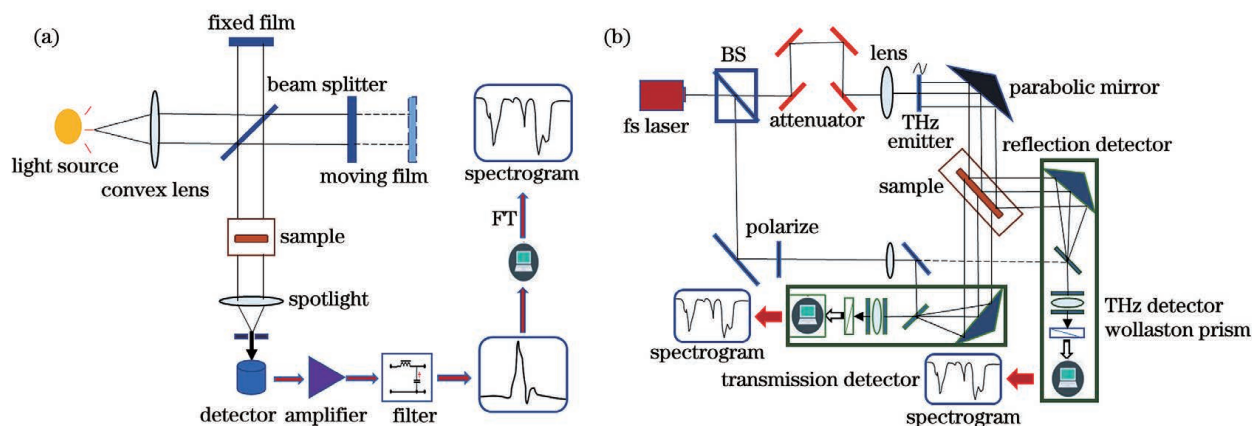 (a)
fixed film
beam splitter
light source
convex lens
moving film
spectrogram
FT
sample
spotlight
detector
amplifier
filter
(b)
BS
lens
fs laser
attenuator
THz
emitter
parabolic mirror
reflection detector
sample
polarize
THz detector
wollaston prism
spectrogram
transmission detector
spectrogram